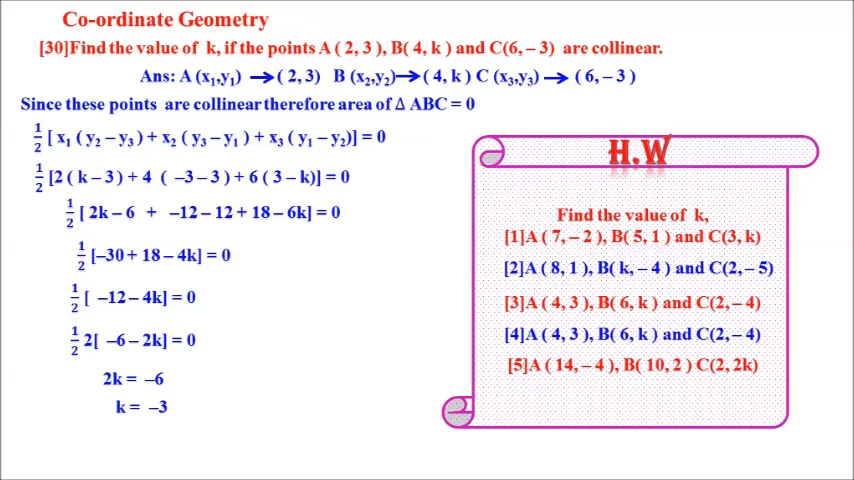 Co-ordinate Geometry
[30]Find the value of k, if the points A ( 2, 3 ), B( 4, k ) and C(6, – 3) are collinear.
Ans: A (x₁,y₁) → ( 2, 3) B (x₂,y₂) → ( 4, k ) C (x₃,y₃) → ( 6, – 3 )
Since these points are collinear therefore area of Δ ABC = 0
½ [ x₁ ( y₂ – y₃ ) + x₂ ( y₃ – y₁ ) + x₃ ( y₁ – y₂)] = 0
½ [2 ( k – 3 ) + 4 ( –3 – 3 ) + 6 ( 3 – k)] = 0
½ [ 2k – 6 + –12 – 12 + 18 – 6k] = 0
½ [–30 + 18 – 4k] = 0
½ [ –12 – 4k] = 0
½ 2[ –6 – 2k] = 0
2k = –6
k = –3
H.W
Find the value of k,
[1]A ( 7, – 2 ), B( 5, 1 ) and C(3, k)
[2]A ( 8, 1 ), B( k, – 4 ) and C(2, – 5)
[3]A ( 4, 3 ), B( 6, k ) and C(2, – 4)
[4]A ( 4, 3 ), B( 6, k ) and C(2, – 4)
[5]A ( 14, – 4 ), B( 10, 2 ) C(2, 2k)